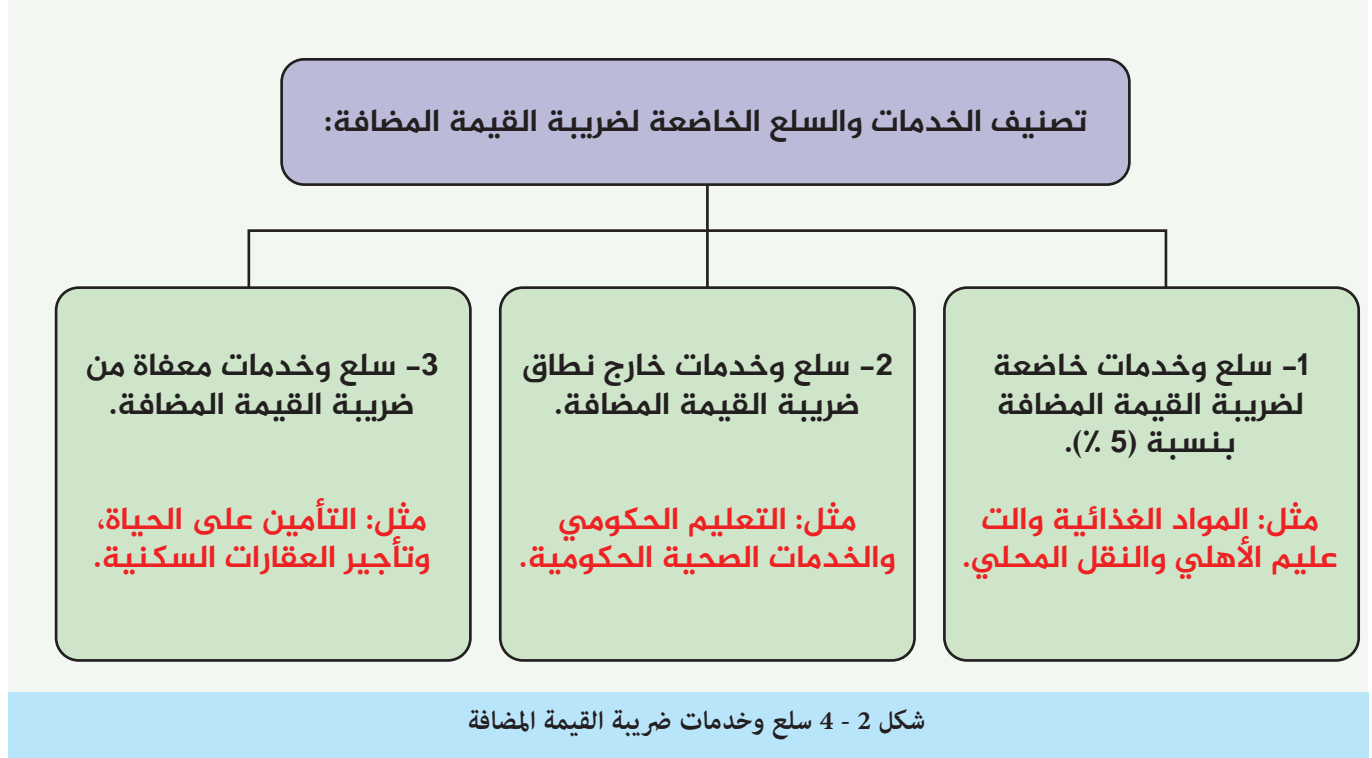 تصنيف الخدمات والسلع الخاضعة لضريبة القيمة المضافة:
1- سلع وخدمات خاضعة
لضريبة القيمة المضافة
بنسبة (5 ٪).
مثل: المواد الغذائية والت
عليم الأهلي والنقل المحلي.
2- سلع وخدمات خارج نطاق
ضريبة القيمة المضافة.
مثل: التعليم الحكومي
والخدمات الصحية الحكومية.
3- سلع وخدمات معفاة من
ضريبة القيمة المضافة.
مثل: التأمين على الحياة،
وتأجير العقارات السكنية.
شكل 2 - 4 سلع وخدمات ضريبة القيمة المضافة